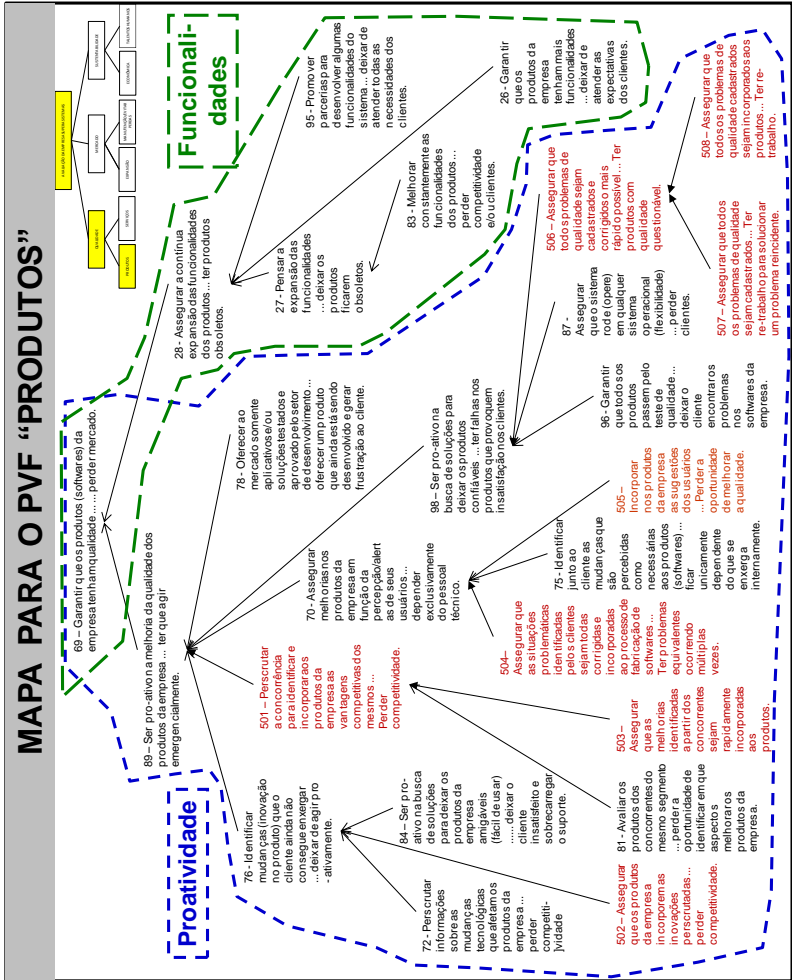 MAPA PARA O PVF “PRODUTOS”
69 – Garantir que os produtos (softwares) da
empresa tenham qualidade ...... perder mercado.
89 – Ser pro-ativo n a melhoria da qualidade dos
produtos da empresa ... ter que agir
emergencialmente.
28 - Assegurar a contínua
expansão das funcionalidades
dos produtos ... ter produtos
obsoletos.
Proatividade
Funcionali-
dades
76 - Identificar
mudanças (inovação
no produto) que o
cliente ainda não
consegue enxergar
... deixar de agir pro
- ativamente.
501 – Perscrutar
a concorrência
para identificar e
incorporar aos
produtos da
empresa as
vantagens
competitivas dos
mesmos ...
Perder
competitividade.
70 - Assegurar
melhorias nos
produtos da
empresa em
função da
percepção/alert
as de seus
usuários...
depender
exclusivamente
do pessoal
técnico.
78 - Oferecer ao
mercado somente
aplicativos e/ou
soluções testados e
aprovado pelo setor
de desenvolvimento ...
oferecer um produto
que ainda está sendo
desenvolvido e gerar
frustração ao cliente.
98 – Ser pro-ativo na
busca de soluções para
deixar os produtos
confiáveis ... ter falhas nos
produtos que provoquem
insatisfação nos clientes.
27 - Pensar a
expansão das
funcionalidades
... deixar os
produtos
ficarem
obsoletos.
95 - Promover
parcerias para
desenvolver algumas
funcionalidades do
sistema ... deixar de
atender todas as
necessidades dos
clientes.
83 - Melhorar
constantemente as
funcionalidades
dos produtos ...
perder
competitividade
e/ou clientes.
26 - Garantir
que os
produtos da
empresa
tenham mais
funcionalidades
... deixar de
atender as
expectativas
dos clientes.
72 - Perscrutar
informações
sobre as
mudanças
tecnológicas
que afetam os
produtos da
empresa ...
perder
competiti-
]vidade
84 – Ser pro-
ativo na busca
de soluções
para deixar os
produtos da
empresa
amigáveis
(fácil de usar)
...... deixar o
cliente
insatisfeito e
sobrecarregar
o suporte.
502 – Assegurar
que os produtos
da empresa
incorporem as
inovações
perscrutadas...
perder
competitividade.
81 - Avaliar os
produtos dos
concorrentes do
mesmo segmento
... perder a
oportunidade de
identificar em que
aspectos
melhorar os
produtos da
empresa.
503 –
Assegurar
que as
melhorias
identificadas
a partir dos
concorrentes
sejam
rapidamente
incorporadas
aos
produtos.
504–
Assegurar que
as situações
problemáticas
identificadas
pelos clientes
sejam todas
corrigidas e
incorporadas
ao processo de
fabricação de
softwares ...
Ter problemas
equivalentes
ocorrendo
múltiplas
vezes.
75 - Identificar
junto ao
cliente as
mudanças que
são
percebidas
como
necessárias
aos produtos
(softwares) ...
ficar
unicamente
dependente
do que se
enxerga
internamente.
505 –
Incorporar
nos produtos
da empresa
as sugestões
dos usuários
... Perder a
oportunidade
de melhorar
a qualidade.
96 - Garantir
que todos os
produtos
passem pelo
teste de
qualidade ...
deixar o
cliente
encontrar os
problemas
nos
softwares da
empresa.
87 -
Assegurar
que o sistema
rode (opere)
em qualquer
sistema
operacional
(flexibilidade)
... perder
clientes.
506 – Assegurar que
todos problemas de
qualidade sejam
cadastrados e
corrigidos o mais
rápido possível ... Ter
produtos com
qualidade
questionável.
507 – Assegurar que todos
os problemas de qualidade
sejam cadastrados ... Ter
re-trabalho para solucionar
um problema reincidente.
508 – Assegurar que
todos os problemas de
qualidade cadastrados
sejam incorporados aos
produtos ... Ter re-
trabalho.
MERCADO
SUSTENTABILIDADE
PRODUTOS
SERVIÇOS
ECONÔMICA